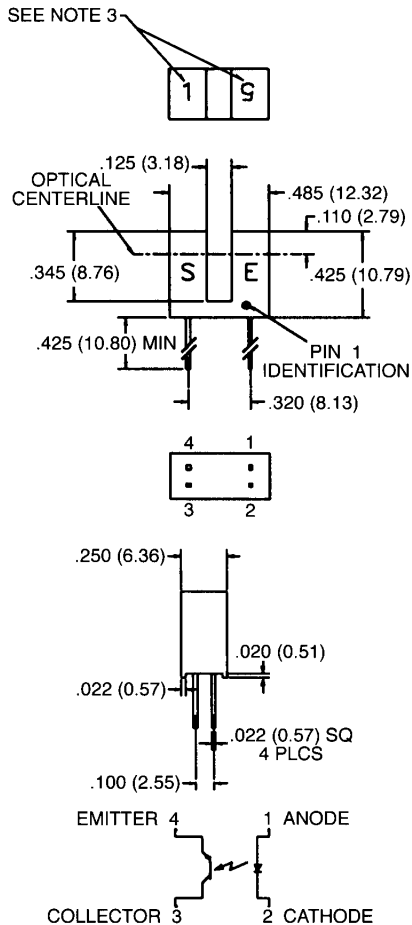 SEE NOTE 3
1 5
.125 (3.18)
OPTICAL
CENTERLINE
.485 (12.32)
.110 (2.79)
.345 (8.76)
S E
.425 (10.79)
.425 (10.80) MIN
PIN 1
IDENTIFICATION
.320 (8.13)
4 1
3 2
.250 (6.36)
.020 (0.51)
.022 (0.57)
.022 (0.57) SQ
4 PLCS
.100 (2.55)
EMITTER 4 1 ANODE
COLLECTOR 3 2 CATHODE